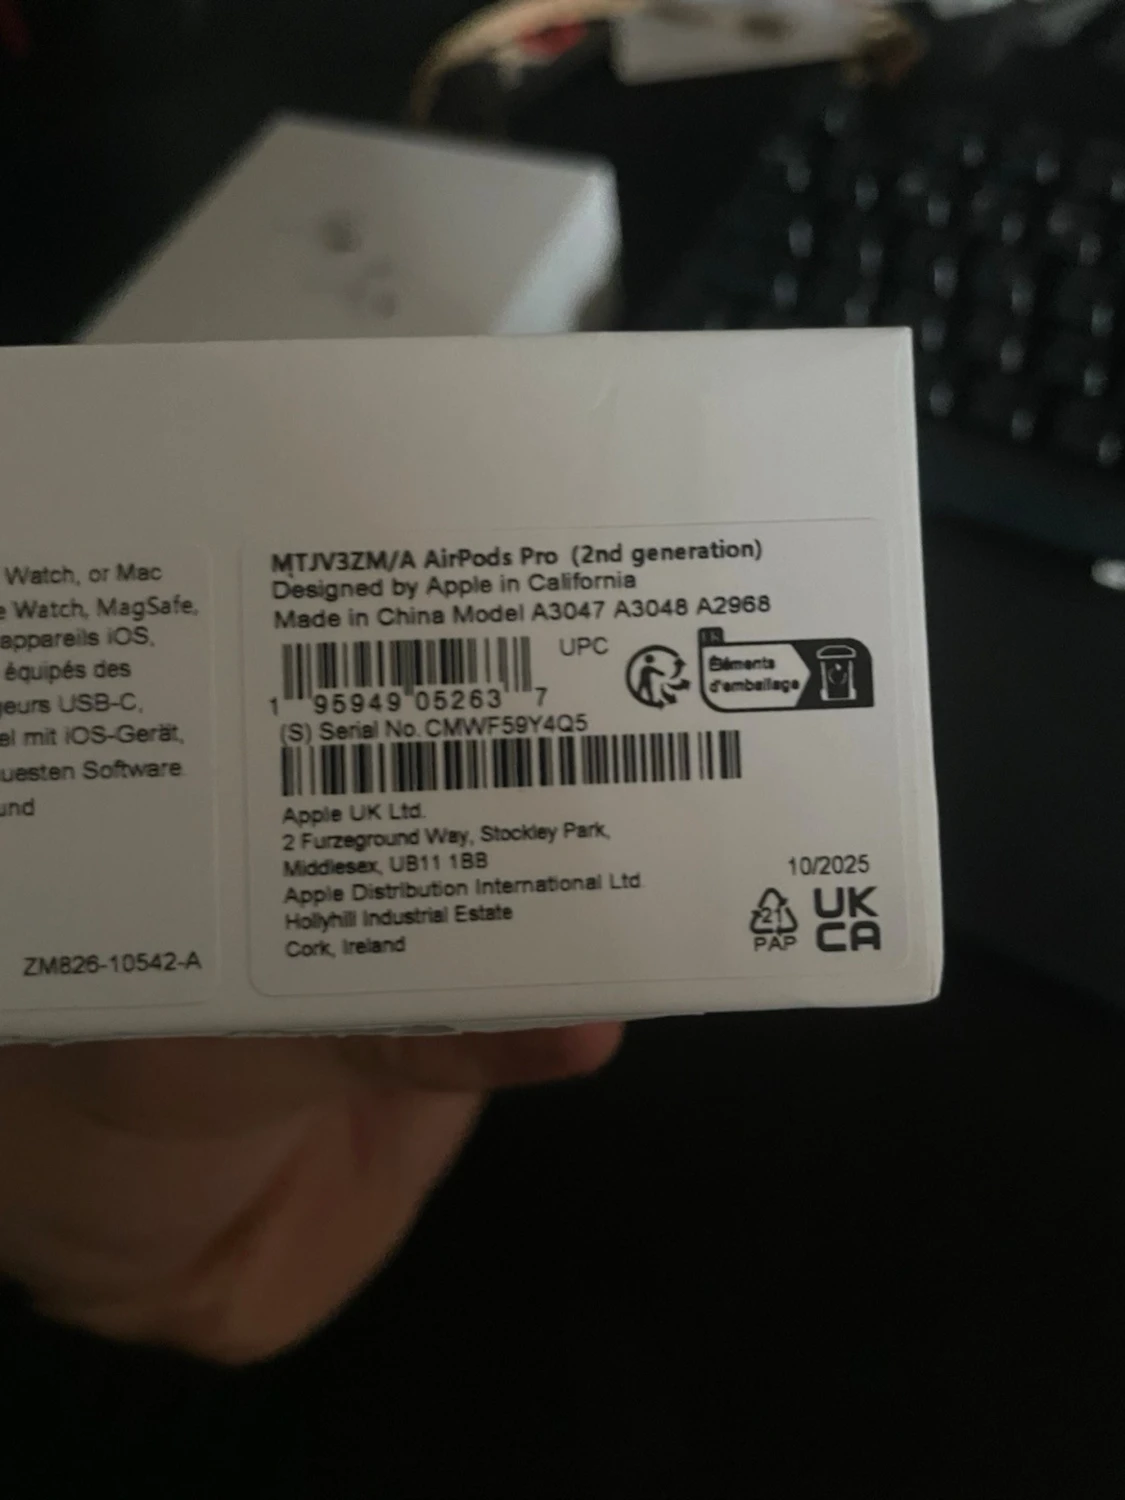 Watch, or Mac
e Watch, MagSafe,
appareils iOS,
équipés des
geurs USB-C,
el mit iOS-Gerät,
uesten Software.
und
ZM826-10542-A
MTJV3ZM/A AirPods Pro (2nd generation)
Designed by Apple in California
Made in China Model A3047 A3048 A2968
UPC
1 95949 05263 7
(S) Serial No. CMWF59Y4Q5
Éléments
d'emballage
Apple UK Ltd.
2 Furzeground Way, Stockley Park,
Middlesex, UB11 1BB
Apple Distribution International Ltd.
Hollyhill Industrial Estate
Cork, Ireland
10/2025
21
PAP
UK
CA